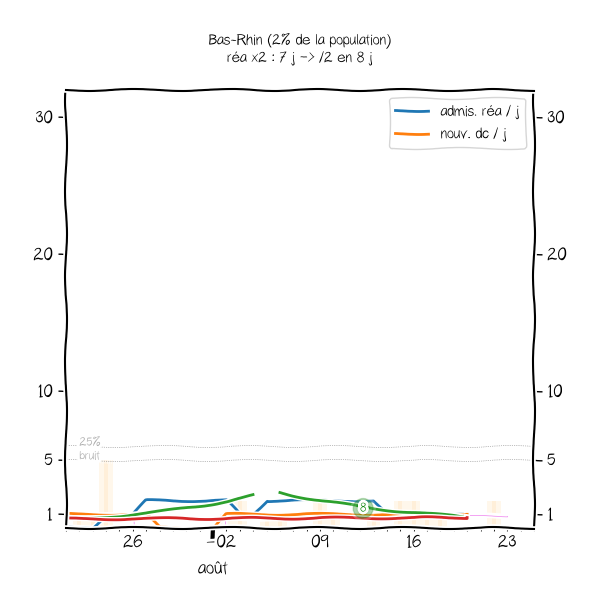 Bas-Rhin (2% de la population)
réa x2 : 7 j -> /2 en 8 j
admis. réa / j
nouv. dc / j
30
30
20
20
10
10
25%
bruit
5
5
8
1
1
26
02
09
16
23
août